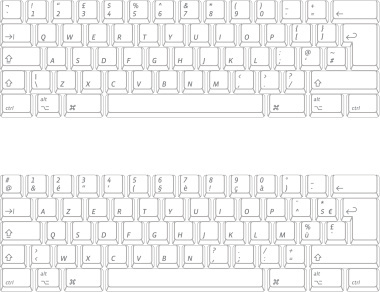 ¬ ! " £ $ % ^ & * ( ) _ +
` 1 2 3 4 5 6 7 8 9 0 - = ←
→| Q W E R T Y U I O P { }
[ ]
⇧ A S D F G H J K L : @ ~
; ' #
⇧ | Z X C V B N M < > ?
\ , . / ⇧
ctrl alt ⌥ ⌘ ⌘ alt ⌥ ctrl
# 1 2 3 4 5 6 7 8 9 0 °
@ & é " ' ( § è ! ç à ) - ←
→| A Z E R T Y U I O P ¨ *
^ $ €
⇧ Q S D F G H J K L M % £
ù `
⇧ > W X C V B N ? . / +
< , ; : = ⇧
ctrl alt ⌥ ⌘ ⌘ alt ⌥ ctrl